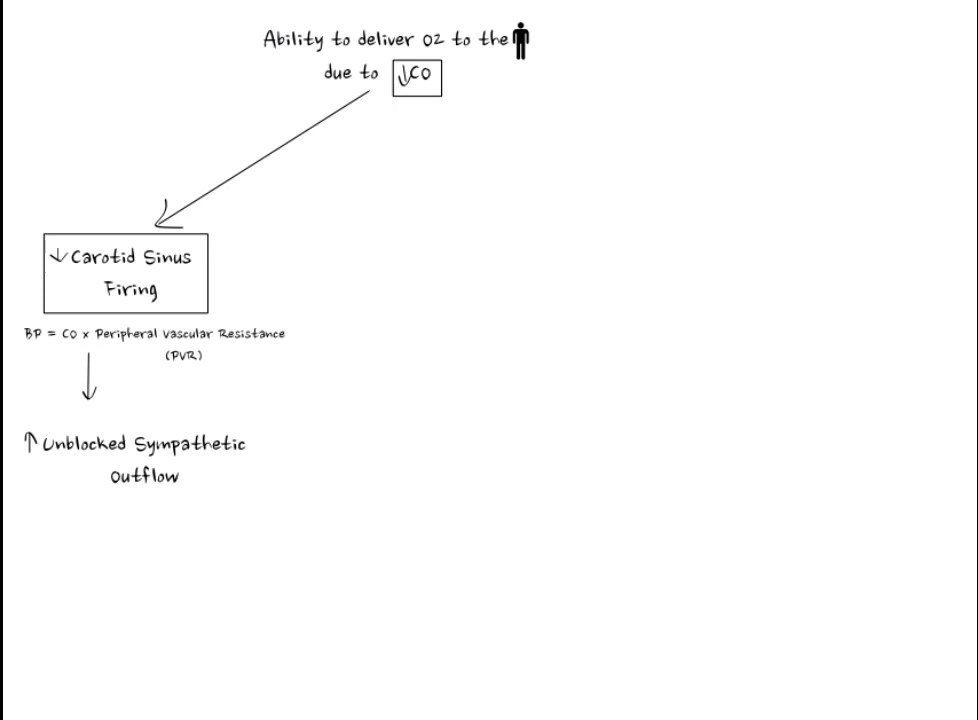 Ability to deliver O2 to the
due to ↓CO
↓ Carotid Sinus
Firing
BP = CO x Peripheral Vascular Resistance
(PVR)
↑ Unblocked Sympathetic
Outflow